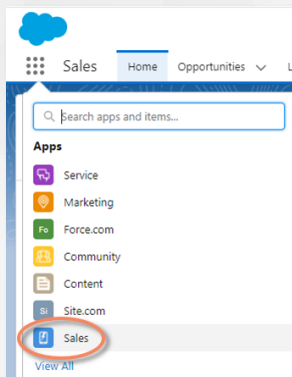 Sales Home Opportunities L
Search apps and items...
Apps
Service
Marketing
Fo Force.com
Community
Content
Si Site.com
Sales
View All